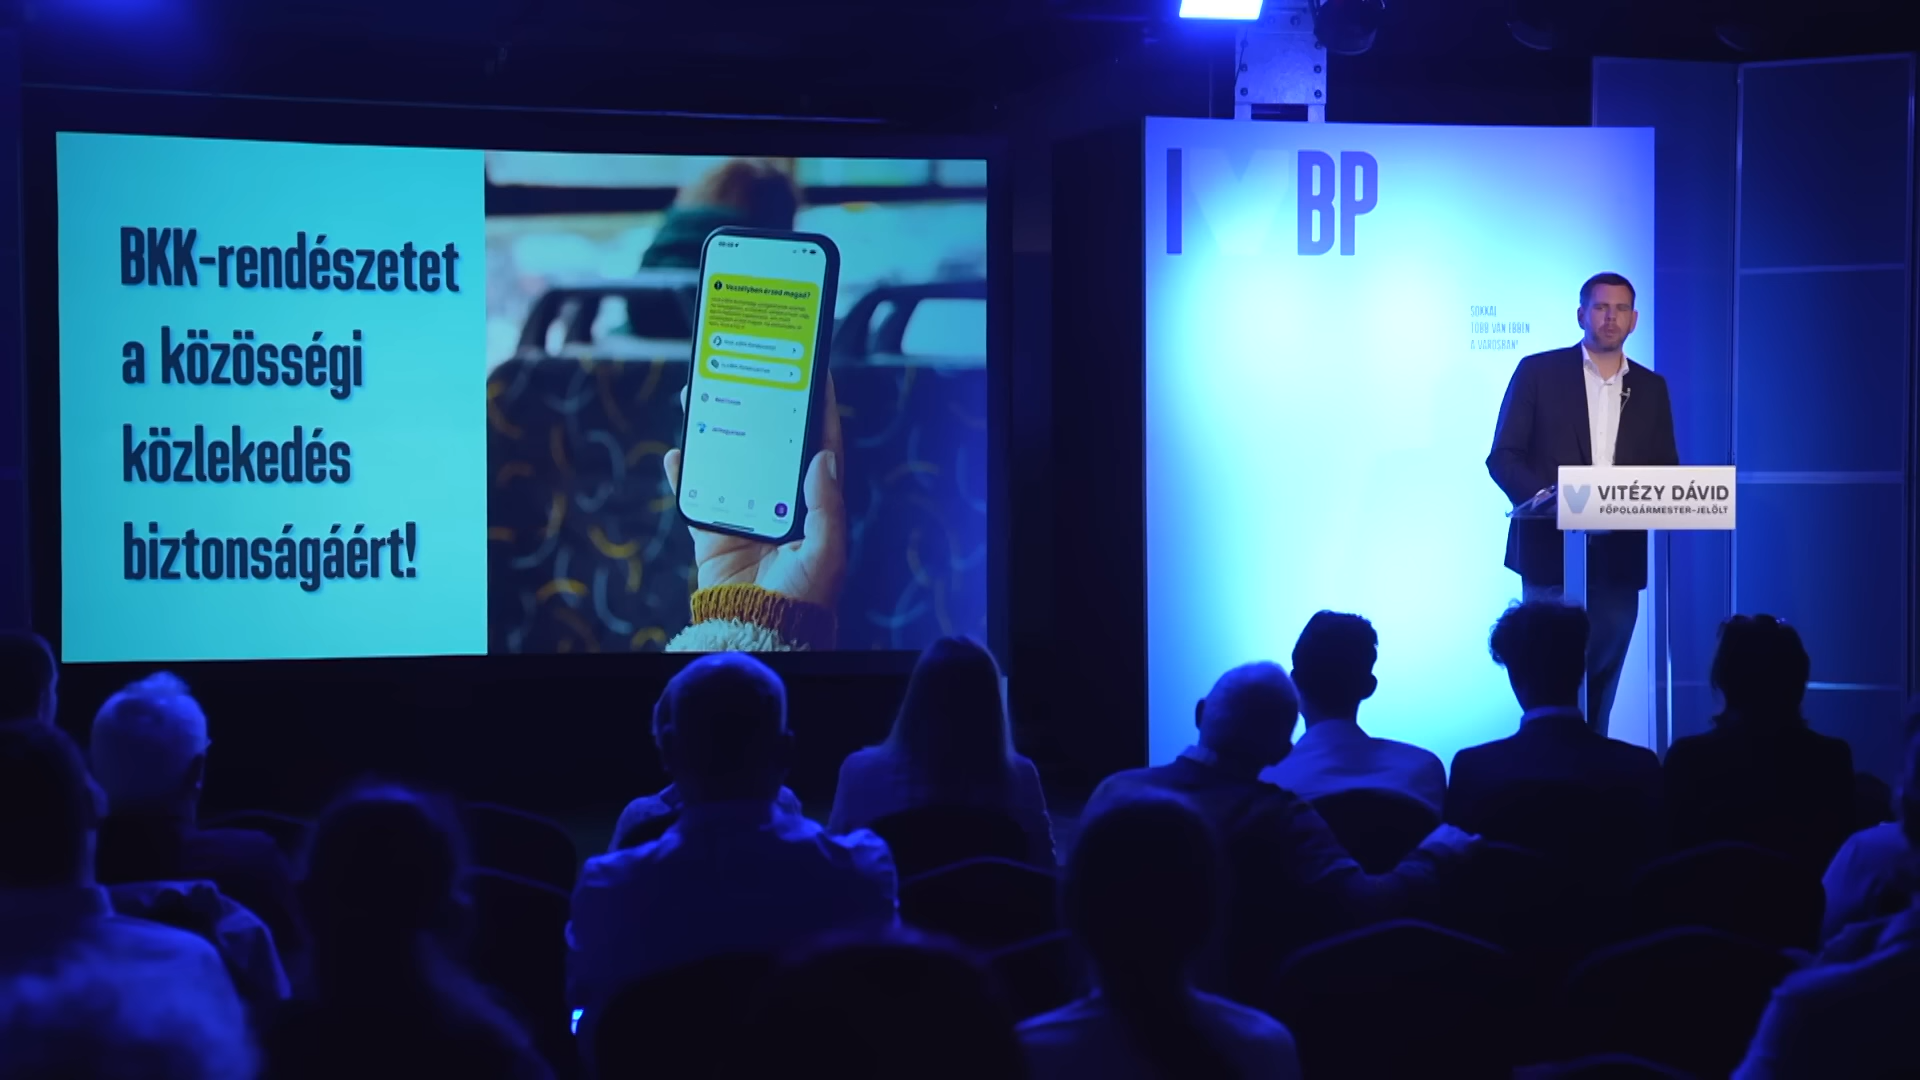 BKK-rendészetet
a közösségi
közlekedés
biztonságáért!
Veszélyben érzed magad?
I BP
SOKKAL
TÖBB VAN EBBEN
A VÁROSBAN!
VITÉZY DÁVID
FŐPOLGÁRMESTER-JELÖLT